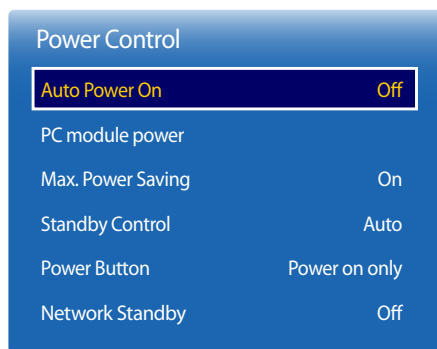 Power Control
Auto Power On Off
PC module power
Max. Power Saving On
Standby Control Auto
Power Button Power on only
Network Standby Off